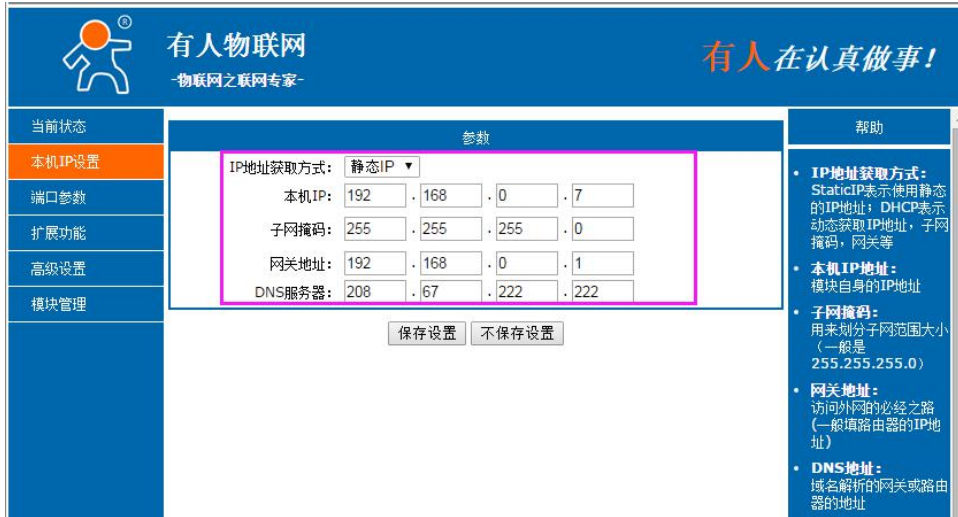 ®
有人物联网
-物联网之联网专家-
有人在认真做事！
当前状态
本机IP设置
端口参数
扩展功能
高级设置
模块管理
参数
IP地址获取方式： 静态IP ▼
本机IP： 192 . 168 . 0 . 7
子网掩码： 255 . 255 . 255 . 0
网关地址： 192 . 168 . 0 . 1
DNS服务器： 208 . 67 . 222 . 222
保存设置 不保存设置
帮助
• IP地址获取方式：
StaticIP表示使用静态
的IP地址；DHCP表示
动态获取IP地址，子网
掩码，网关等
• 本机IP地址：
模块自身的IP地址
• 子网掩码：
用来划分子网范围大小
（一般是
255.255.255.0）
• 网关地址：
访问外网的必经之路
(一般填路由器的IP地
址)
• DNS地址：
域名解析的网关或路由
器的地址